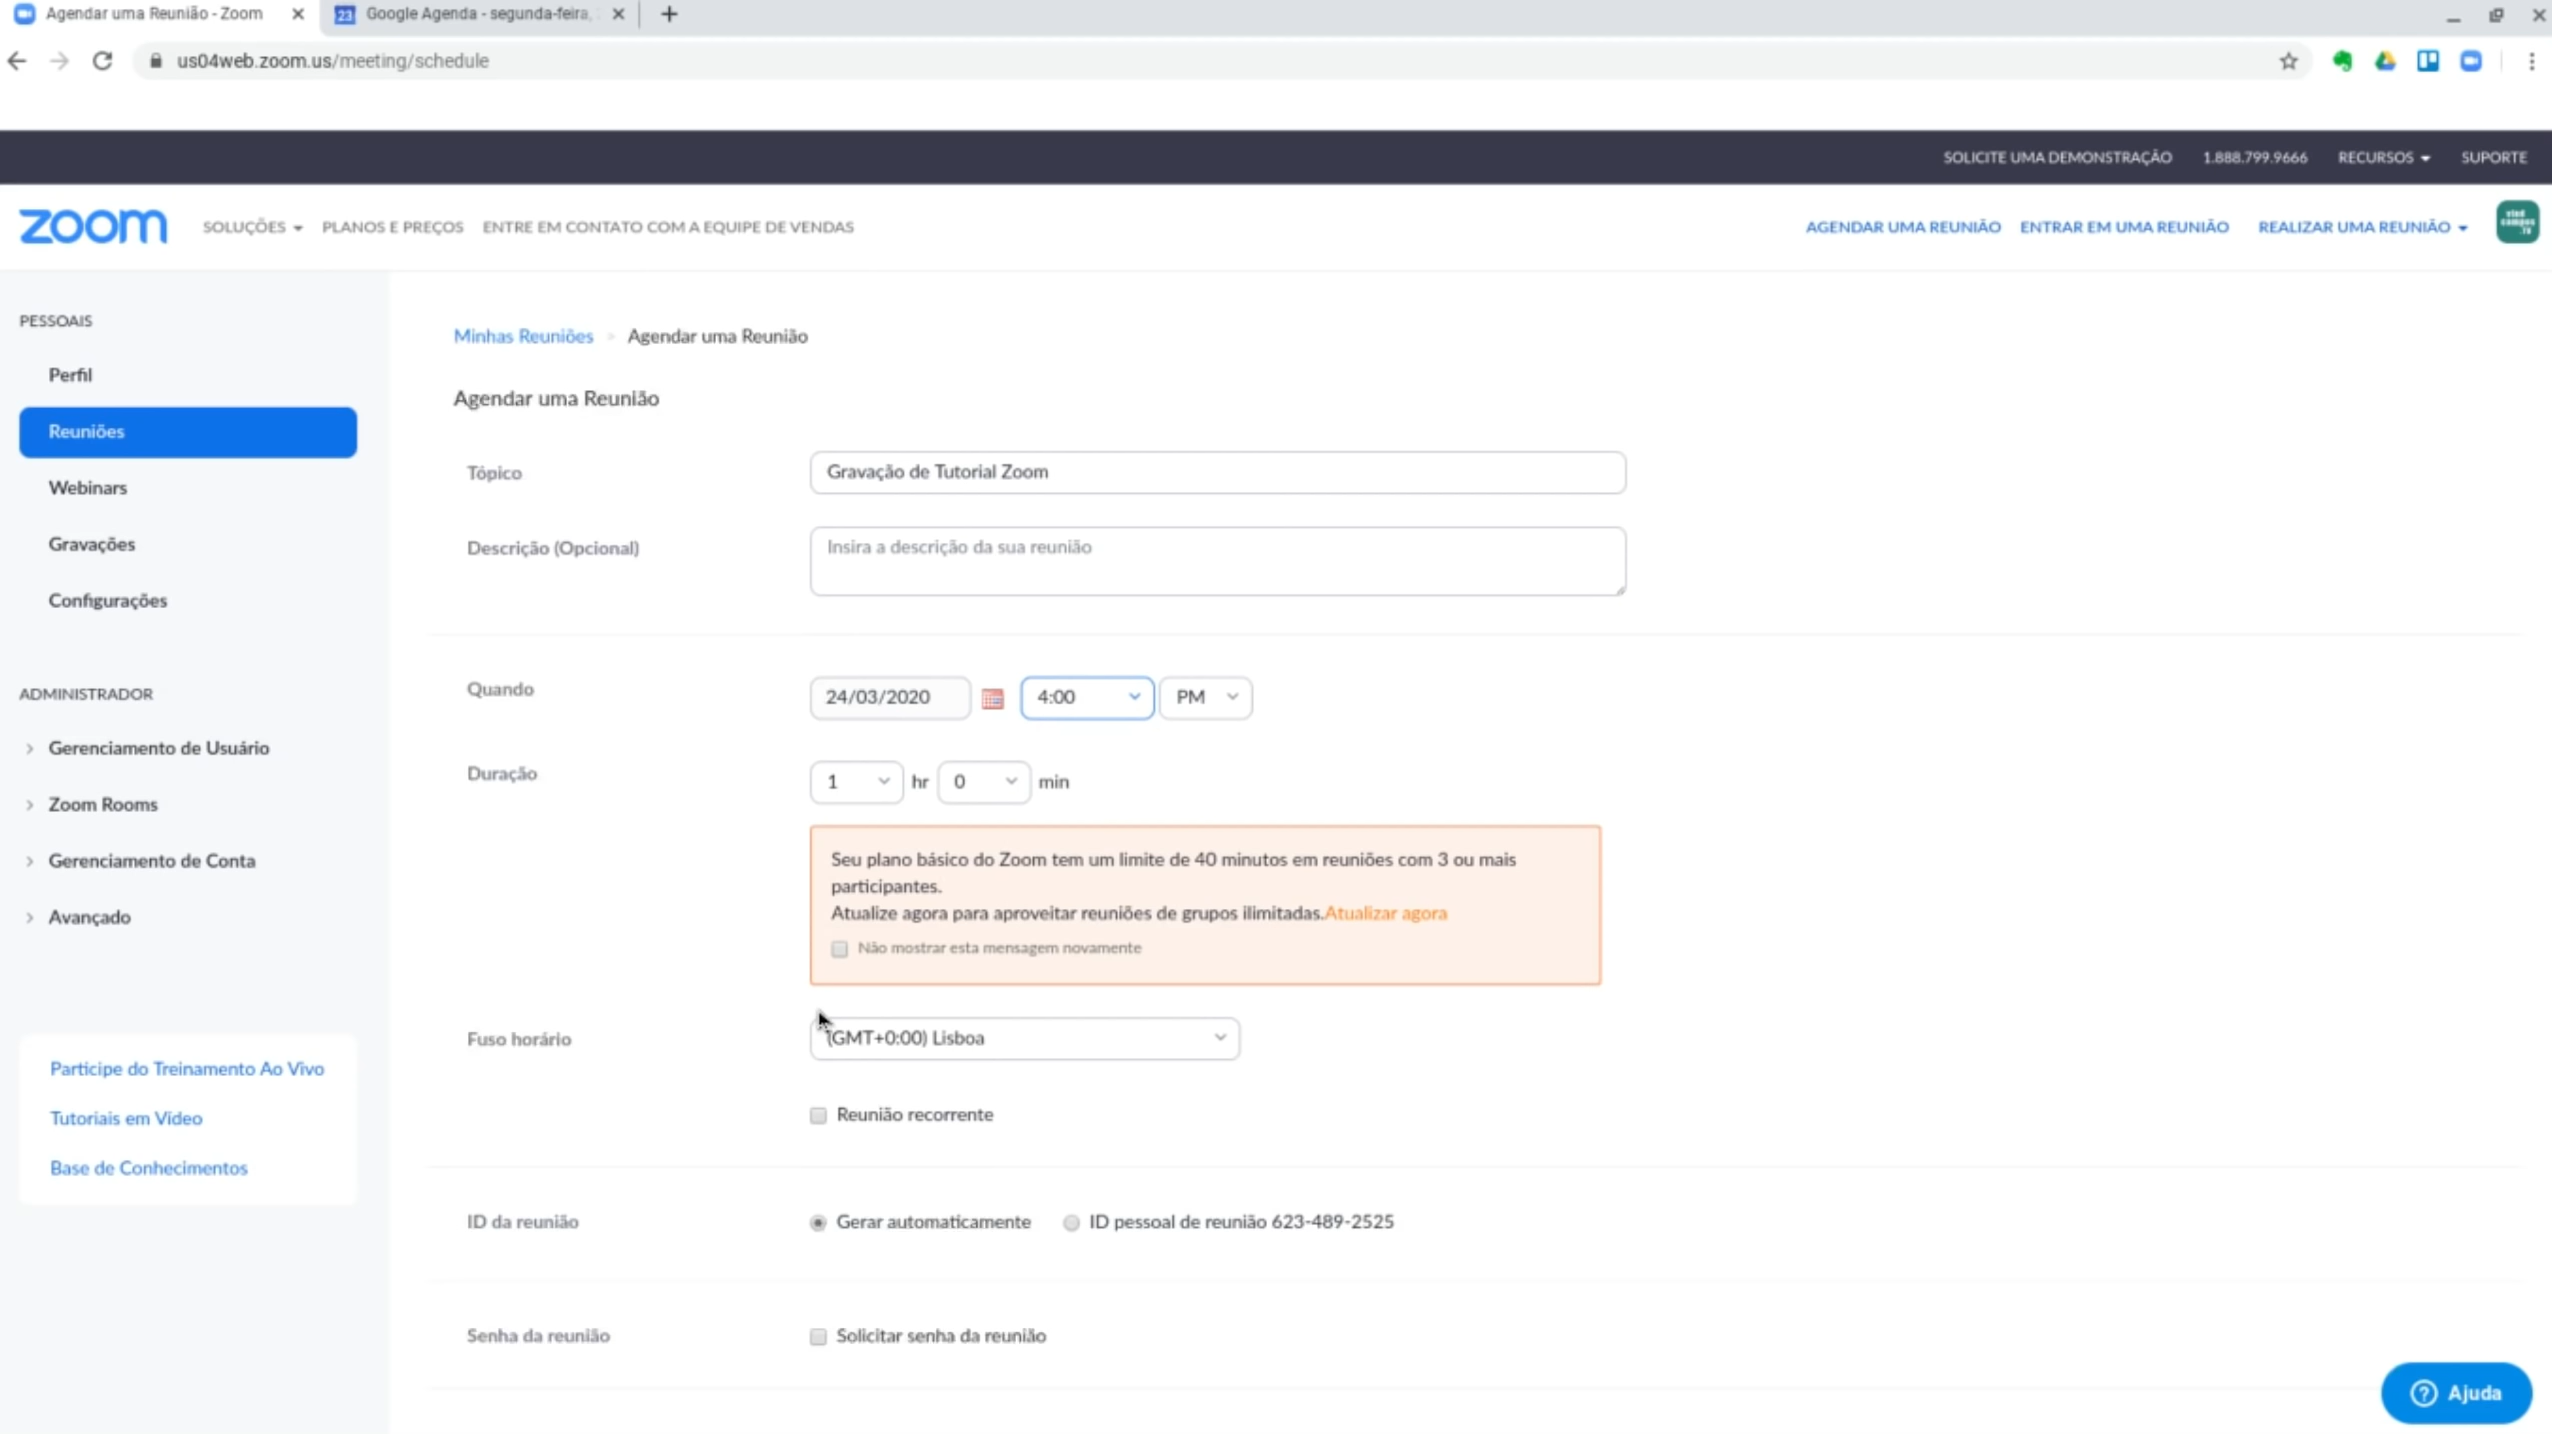 Agendar uma Reunião - Zoom
23 Google Agenda - segunda-feira,
us04web.zoom.us/meeting/schedule
SOLICITE UMA DEMONSTRAÇÃO 1.888.799.9666 RECURSOS SUPORTE
zoom SOLUÇÕES PLANOS E PREÇOS ENTRE EM CONTATO COM A EQUIPE DE VENDAS AGENDAR UMA REUNIÃO ENTRAR EM UMA REUNIÃO REALIZAR UMA REUNIÃO
PESSOAIS
Perfil
Reuniões
Webinars
Gravações
Configurações
ADMINISTRADOR
Gerenciamento de Usuário
Zoom Rooms
Gerenciamento de Conta
Avançado
Participe do Treinamento Ao Vivo
Tutoriais em Vídeo
Base de Conhecimentos
Minhas Reuniões > Agendar uma Reunião
Agendar uma Reunião
Tópico Gravação de Tutorial Zoom
Descrição (Opcional) Insira a descrição da sua reunião
Quando 24/03/2020 4:00 PM
Duração 1 hr 0 min
Seu plano básico do Zoom tem um limite de 40 minutos em reuniões com 3 ou mais
participantes.
Atualize agora para aproveitar reuniões de grupos ilimitadas.Atualizar agora
Não mostrar esta mensagem novamente
Fuso horário (GMT+0:00) Lisboa
Reunião recorrente
ID da reunião Gerar automaticamente ID pessoal de reunião 623-489-2525
Senha da reunião Solicitar senha da reunião
Ajuda